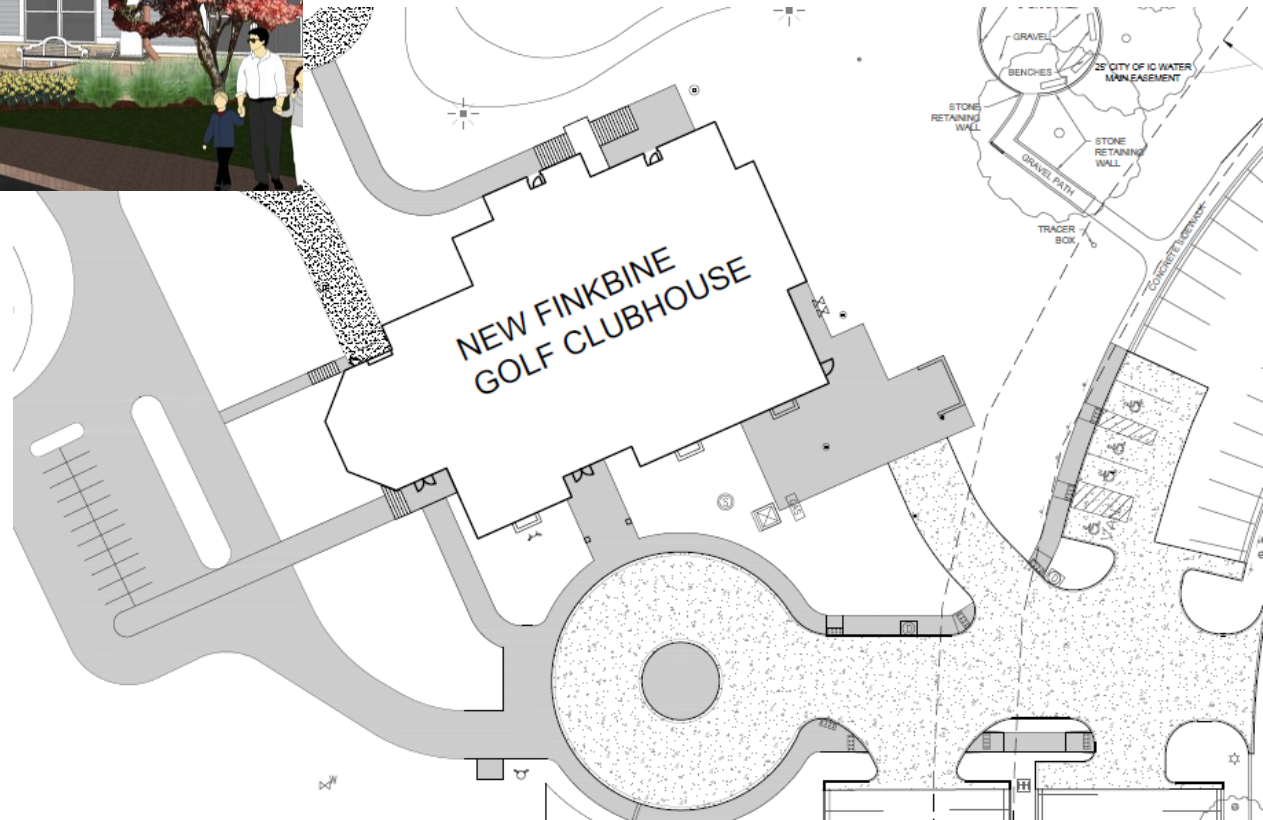 GRAVEL
BENCHES
25' CITY OF IC WATER
MAIN EASEMENT
STONE
RETAINING
WALL
STONE
RETAINING
WALL
GRAVEL PATH
TRACER
BOX
CONCRETE SIDEWALK
NEW FINKBINE
GOLF CLUBHOUSE
S
D
D
W